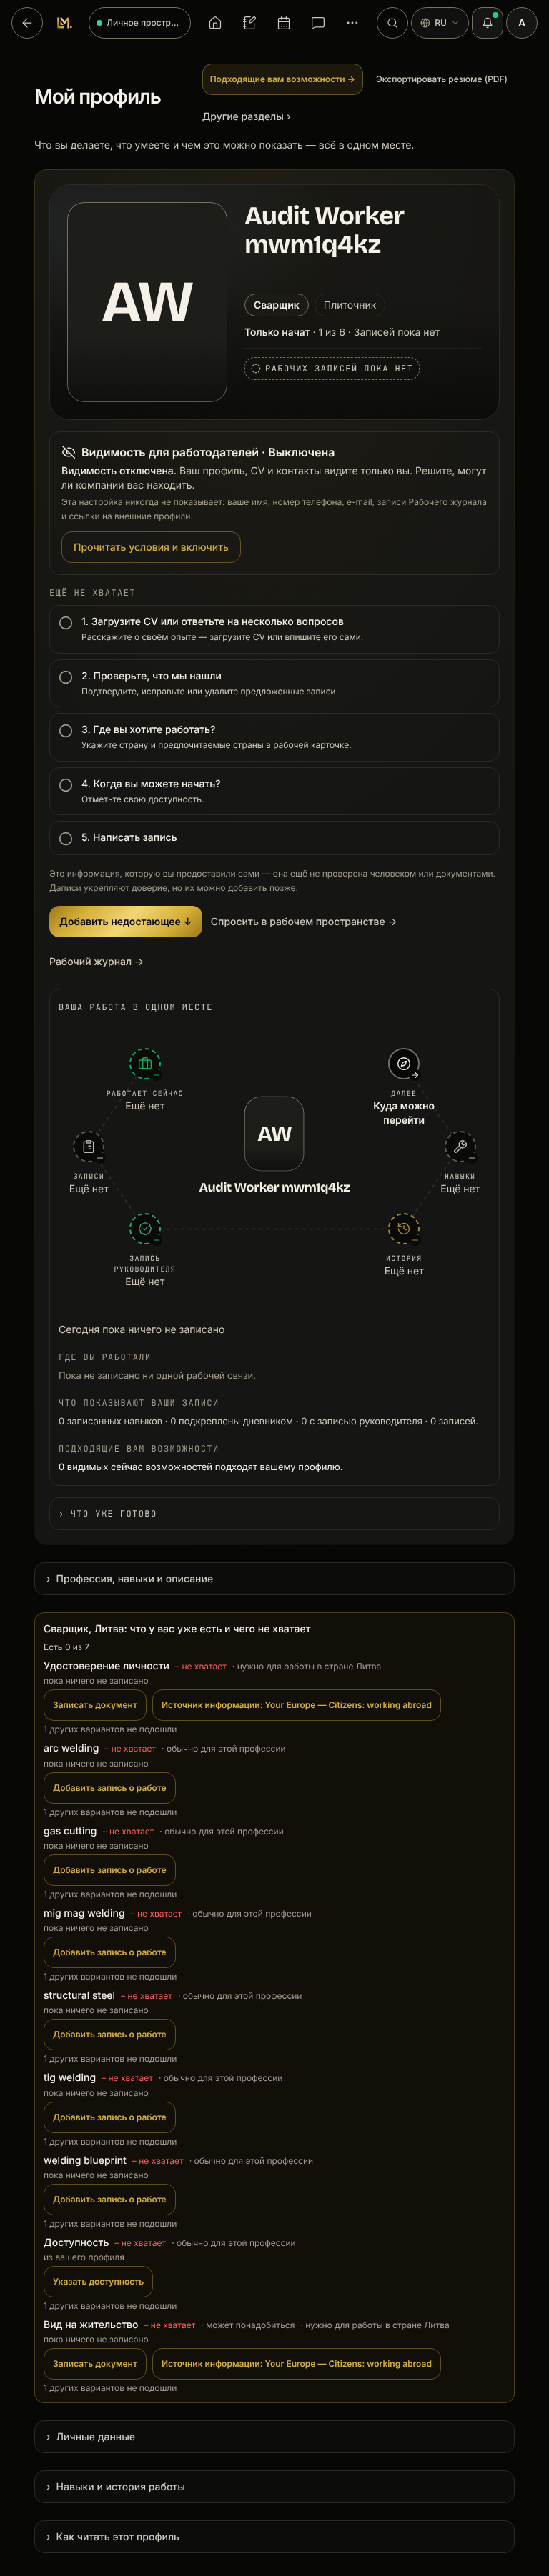 LM.
Личное простр...
RU
A
Мой профиль
Подходящие вам возможности →
Экспортировать резюме (PDF)
Другие разделы ›
Что вы делаете, что умеете и чем это можно показать — всё в одном месте.
AW
Audit Worker
mwm1q4kz
Сварщик
Плиточник
Только начат · 1 из 6 · Записей пока нет
РАБОЧИХ ЗАПИСЕЙ ПОКА НЕТ
Видимость для работодателей · Выключена
Видимость отключена. Ваш профиль, CV и контакты видите только вы. Решите, могут
ли компании вас находить.
Эта настройка никогда не показывает: ваше имя, номер телефона, e-mail, записи Рабочего журнала
и ссылки на внешние профили.
Прочитать условия и включить
ЕЩЁ НЕ ХВАТАЕТ
1. Загрузите CV или ответьте на несколько вопросов
Расскажите о своём опыте — загрузите CV или впишите его сами.
2. Проверьте, что мы нашли
Подтвердите, исправьте или удалите предложенные записи.
3. Где вы хотите работать?
Укажите страну и предпочитаемые страны в рабочей карточке.
4. Когда вы можете начать?
Отметьте свою доступность.
5. Написать запись
Это информация, которую вы предоставили сами — она ещё не проверена человеком или документами.
Даписи укрепляют доверие, но их можно добавить позже.
Добавить недостающее ↓
Спросить в рабочем пространстве →
Рабочий журнал →
ВАША РАБОТА В ОДНОМ МЕСТЕ
РАБОТАЕТ СЕЙЧАС
Ещё нет
ДАЛЕЕ
Куда можно
перейти
AW
Audit Worker mwm1q4kz
ЗАПИСИ
Ещё нет
НАВЫКИ
Ещё нет
ЗАПИСЬ
РУКОВОДИТЕЛЯ
Ещё нет
ИСТОРИЯ
Ещё нет
Сегодня пока ничего не записано
ГДЕ ВЫ РАБОТАЛИ
Пока не записано ни одной рабочей связи.
ЧТО ПОКАЗЫВАЮТ ВАШИ ЗАПИСИ
0 записанных навыков · 0 подкреплены дневником · 0 с записью руководителя · 0 записей.
ПОДХОДЯЩИЕ ВАМ ВОЗМОЖНОСТИ
0 видимых сейчас возможностей подходят вашему профилю.
› ЧТО УЖЕ ГОТОВО
› Профессия, навыки и описание
Сварщик, Литва: что у вас уже есть и чего не хватает
Есть 0 из 7
Удостоверение личности – не хватает · нужно для работы в стране Литва
пока ничего не записано
Записать документ
Источник информации: Your Europe — Citizens: working abroad
1 других вариантов не подошли
arc welding – не хватает · обычно для этой профессии
пока ничего не записано
Добавить запись о работе
1 других вариантов не подошли
gas cutting – не хватает · обычно для этой профессии
пока ничего не записано
Добавить запись о работе
1 других вариантов не подошли
mig mag welding – не хватает · обычно для этой профессии
пока ничего не записано
Добавить запись о работе
1 других вариантов не подошли
structural steel – не хватает · обычно для этой профессии
пока ничего не записано
Добавить запись о работе
1 других вариантов не подошли
tig welding – не хватает · обычно для этой профессии
пока ничего не записано
Добавить запись о работе
1 других вариантов не подошли
welding blueprint – не хватает · обычно для этой профессии
пока ничего не записано
Добавить запись о работе
1 других вариантов не подошли
Доступность – не хватает · обычно для этой профессии
из вашего профиля
Указать доступность
1 других вариантов не подошли
Вид на жительство – не хватает · может понадобиться · нужно для работы в стране Литва
пока ничего не записано
Записать документ
Источник информации: Your Europe — Citizens: working abroad
1 других вариантов не подошли
› Личные данные
› Навыки и история работы
› Как читать этот профиль